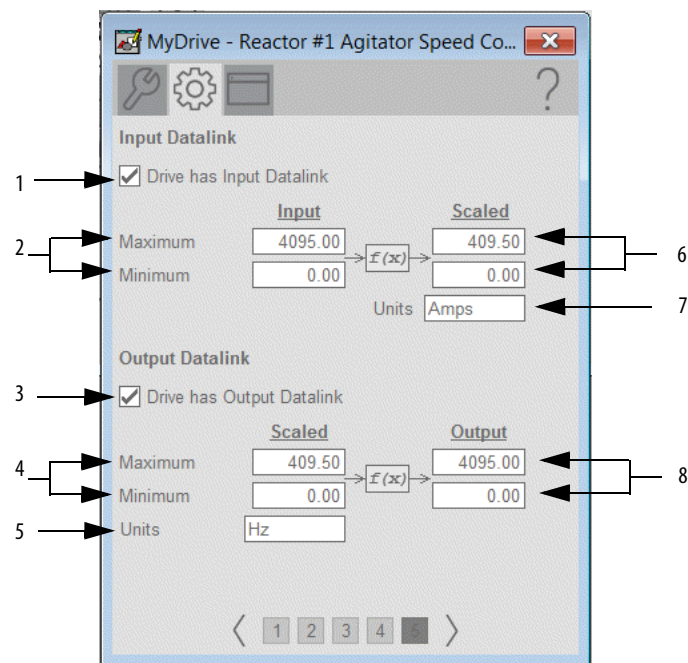 MyDrive - Reactor #1 Agitator Speed Co...
?
Input Datalink
1
Drive has Input Datalink
Input Scaled
2 Maximum 4095.00 f(x) 409.50 6
Minimum 0.00 0.00
Units Amps 7
Output Datalink
3 Drive has Output Datalink
Scaled Output
4 Maximum 409.50 f(x) 4095.00 8
Minimum 0.00 0.00
5 Units Hz
1 2 3 4 5